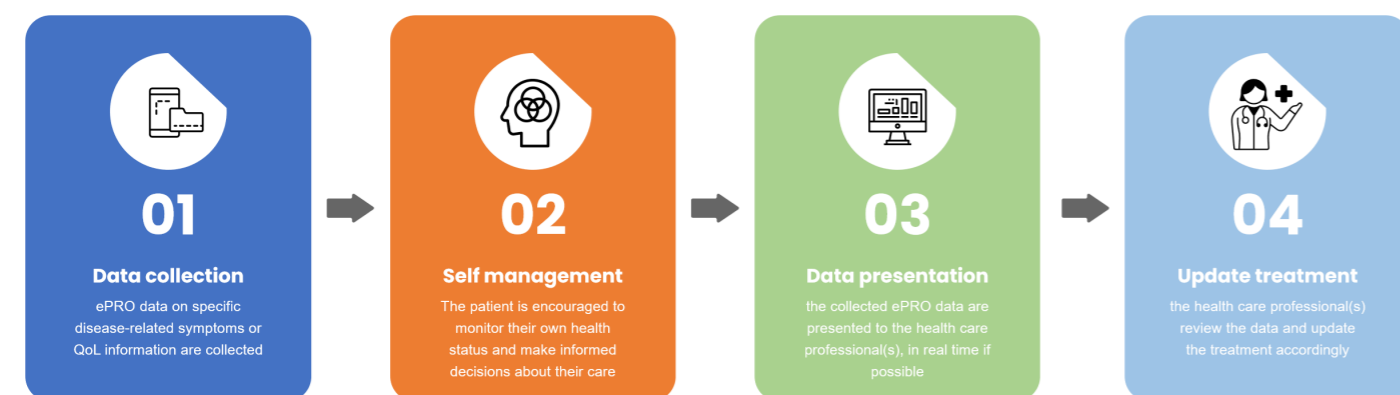 01
Data collection
ePRO data on specific
disease-related symptoms or
QoL information are collected
02
Self management
The patient is encouraged to
monitor their own health
status and make informed
decisions about their care
03
Data presentation
the collected ePRO data are
presented to the health care
professional(s), in real time if
possible
04
Update treatment
the health care professional(s)
review the data and update
the treatment accordingly